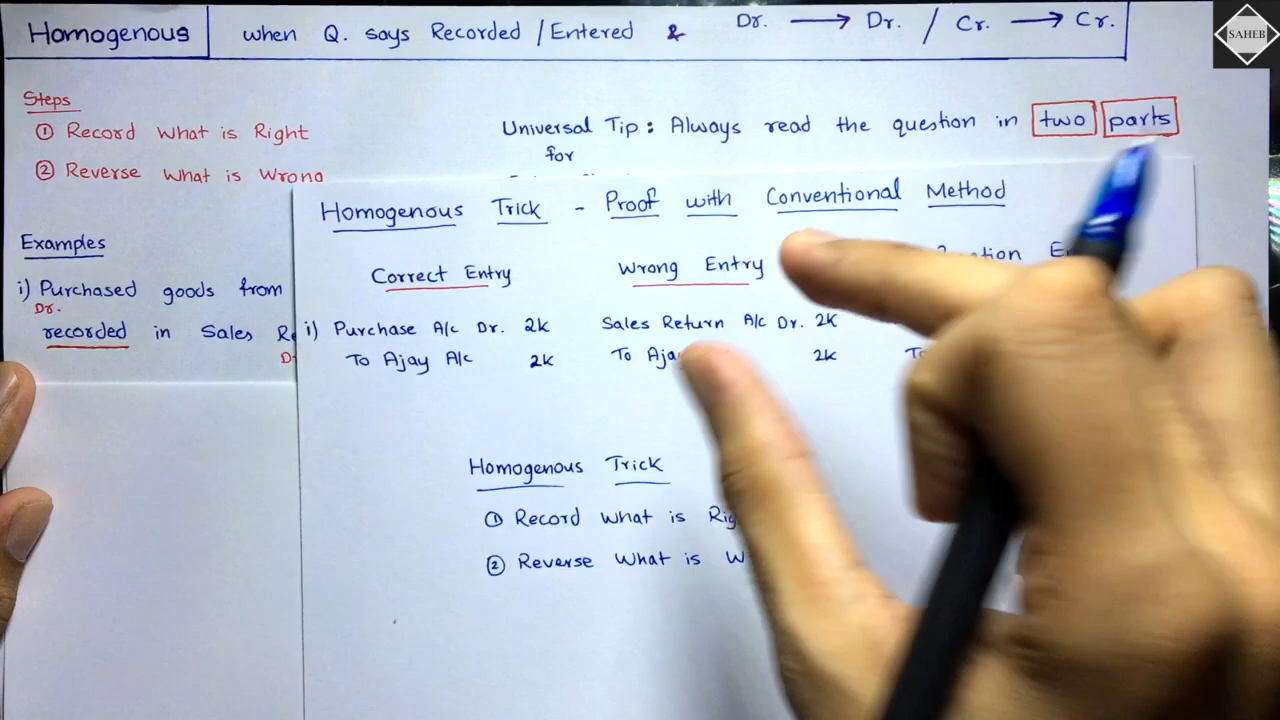 Homogenous when Q. says Recorded / Entered & Dr. → Dr. / Cr. → Cr.
SAHEB
Steps
① Record What is Right
② Reverse What is Wrong
Universal Tip : Always read the question in two parts
for
Examples
i) Purchased goods from
Dr.
recorded in Sales
Homogenous Trick - Proof with Conventional Method
Correct Entry Wrong Entry
i) Purchase A/c Dr. 2K Sales Return A/c Dr. 2K
To Ajay A/c 2K To 2K
Homogenous Trick
① Record What is
② Reverse What is